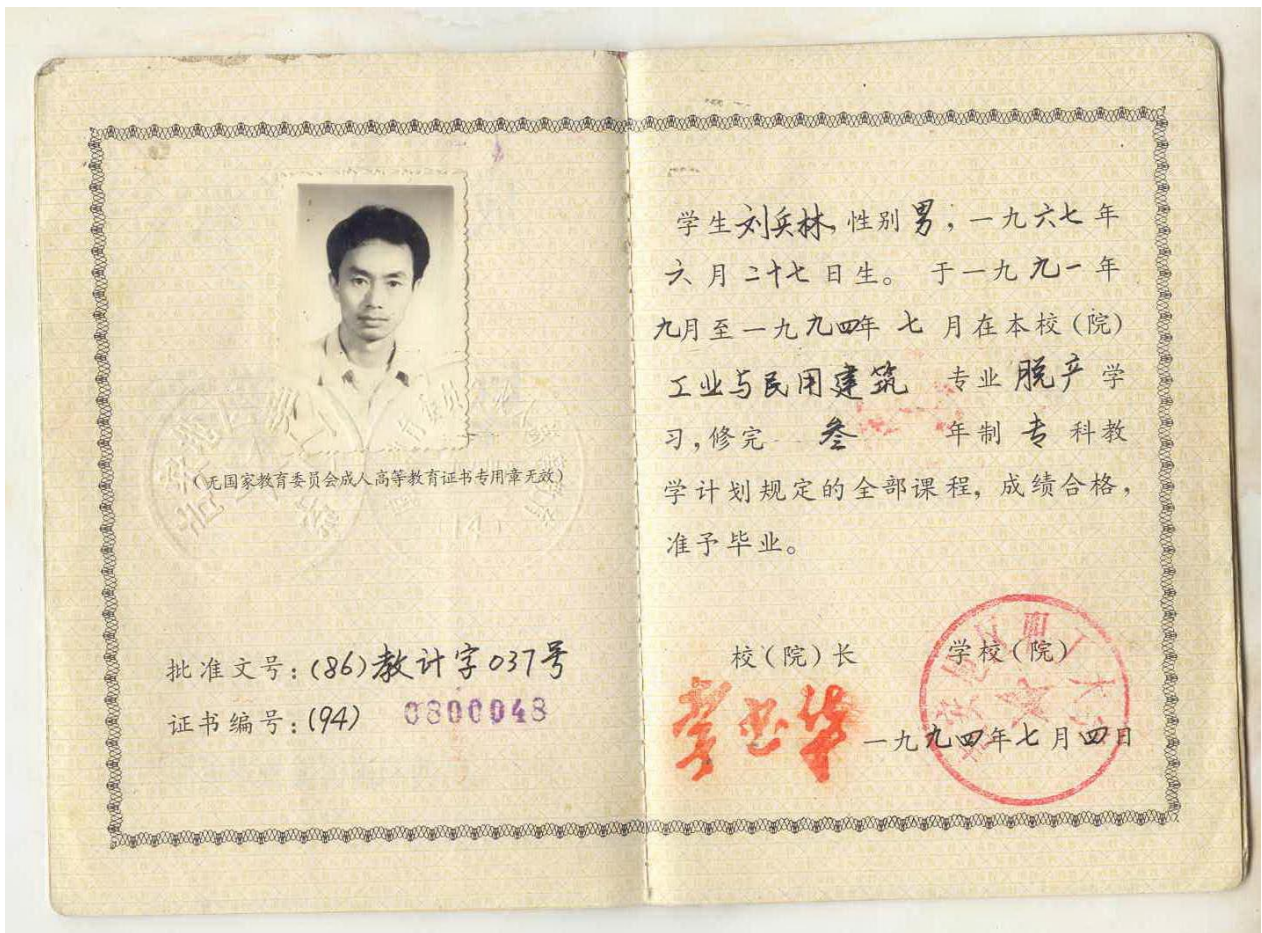 (无国家教育委员会成人高等教育证书专用章无效)
批准文号:(86)教计字037号
证书编号:(94) 0800048
学生刘兵林,性别男,一九六七年
六月二十七日生。 于一九九一年
九月至一九九四年 七 月在本校(院)
工业与民用建筑 专业 脱产 学
习,修完 叁 年制 专 科教
学计划规定的全部课程,成绩合格,
准予毕业。
校(院)长 学校(院)
一九九四年七月四日